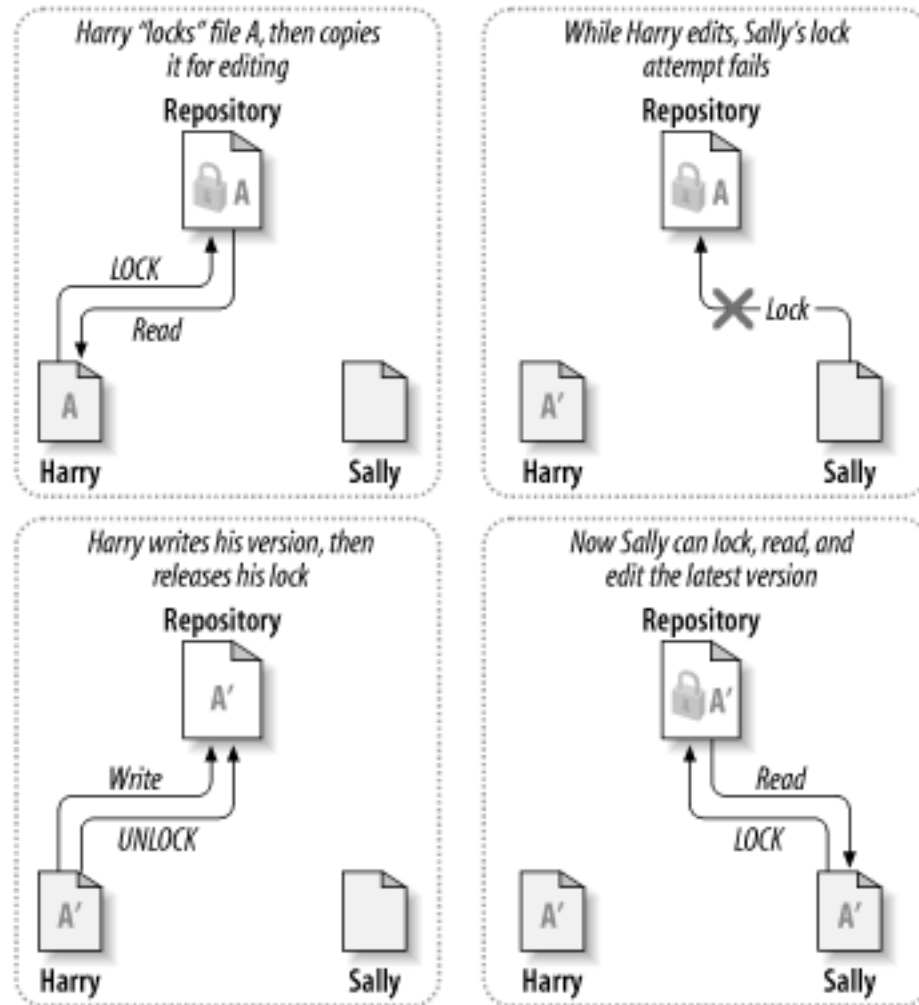 Harry “locks” file A, then copies
it for editing
Repository
A
LOCK
Read
A
Harry
Sally
While Harry edits, Sally’s lock
attempt fails
Repository
A
Lock
A′
Harry
Sally
Harry writes his version, then
releases his lock
Repository
A′
Write
UNLOCK
A′
Harry
Sally
Now Sally can lock, read, and
edit the latest version
Repository
A′
Read
LOCK
A′
A′
Harry
Sally